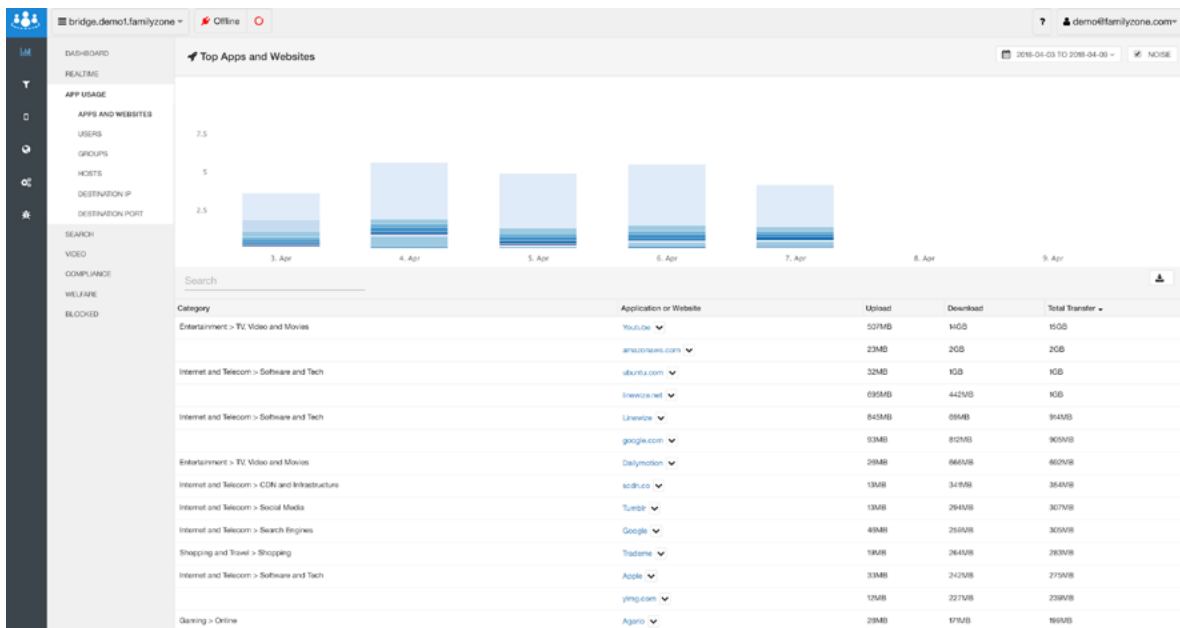 bridge.demo1.familyzone Offline ? demo@familyzone.com
DASHBOARD
REALTIME
APP USAGE
APPS AND WEBSITES
USERS
GROUPS
HOSTS
DESTINATION IP
DESTINATION PORT
SEARCH
VIDEO
COMPLIANCE
WELFARE
BLOCKED
Top Apps and Websites 2018-04-03 TO 2018-04-09 NOISE
7.5
5
2.5
3. Apr 4. Apr 5. Apr 6. Apr 7. Apr 8. Apr 9. Apr
Search
Category Application or Website Upload Download Total Transfer
Entertainment > TV, Video and Movies Youtube 507MB 14GB 15GB
amazonaws.com 23MB 2GB 2GB
Internet and Telecom > Software and Tech ubuntu.com 32MB 1GB 1GB
linewize.net 695MB 442MB 1GB
Internet and Telecom > Software and Tech Linewize 845MB 69MB 914MB
google.com 93MB 812MB 905MB
Entertainment > TV, Video and Movies Dailymotion 26MB 666MB 692MB
Internet and Telecom > CDN and Infrastructure scdn.co 13MB 341MB 354MB
Internet and Telecom > Social Media Tumblr 13MB 294MB 307MB
Internet and Telecom > Search Engines Google 46MB 259MB 305MB
Shopping and Travel > Shopping Trademe 19MB 264MB 283MB
Internet and Telecom > Software and Tech Apple 33MB 242MB 275MB
yimg.com 12MB 227MB 239MB
Gaming > Online Agario 28MB 171MB